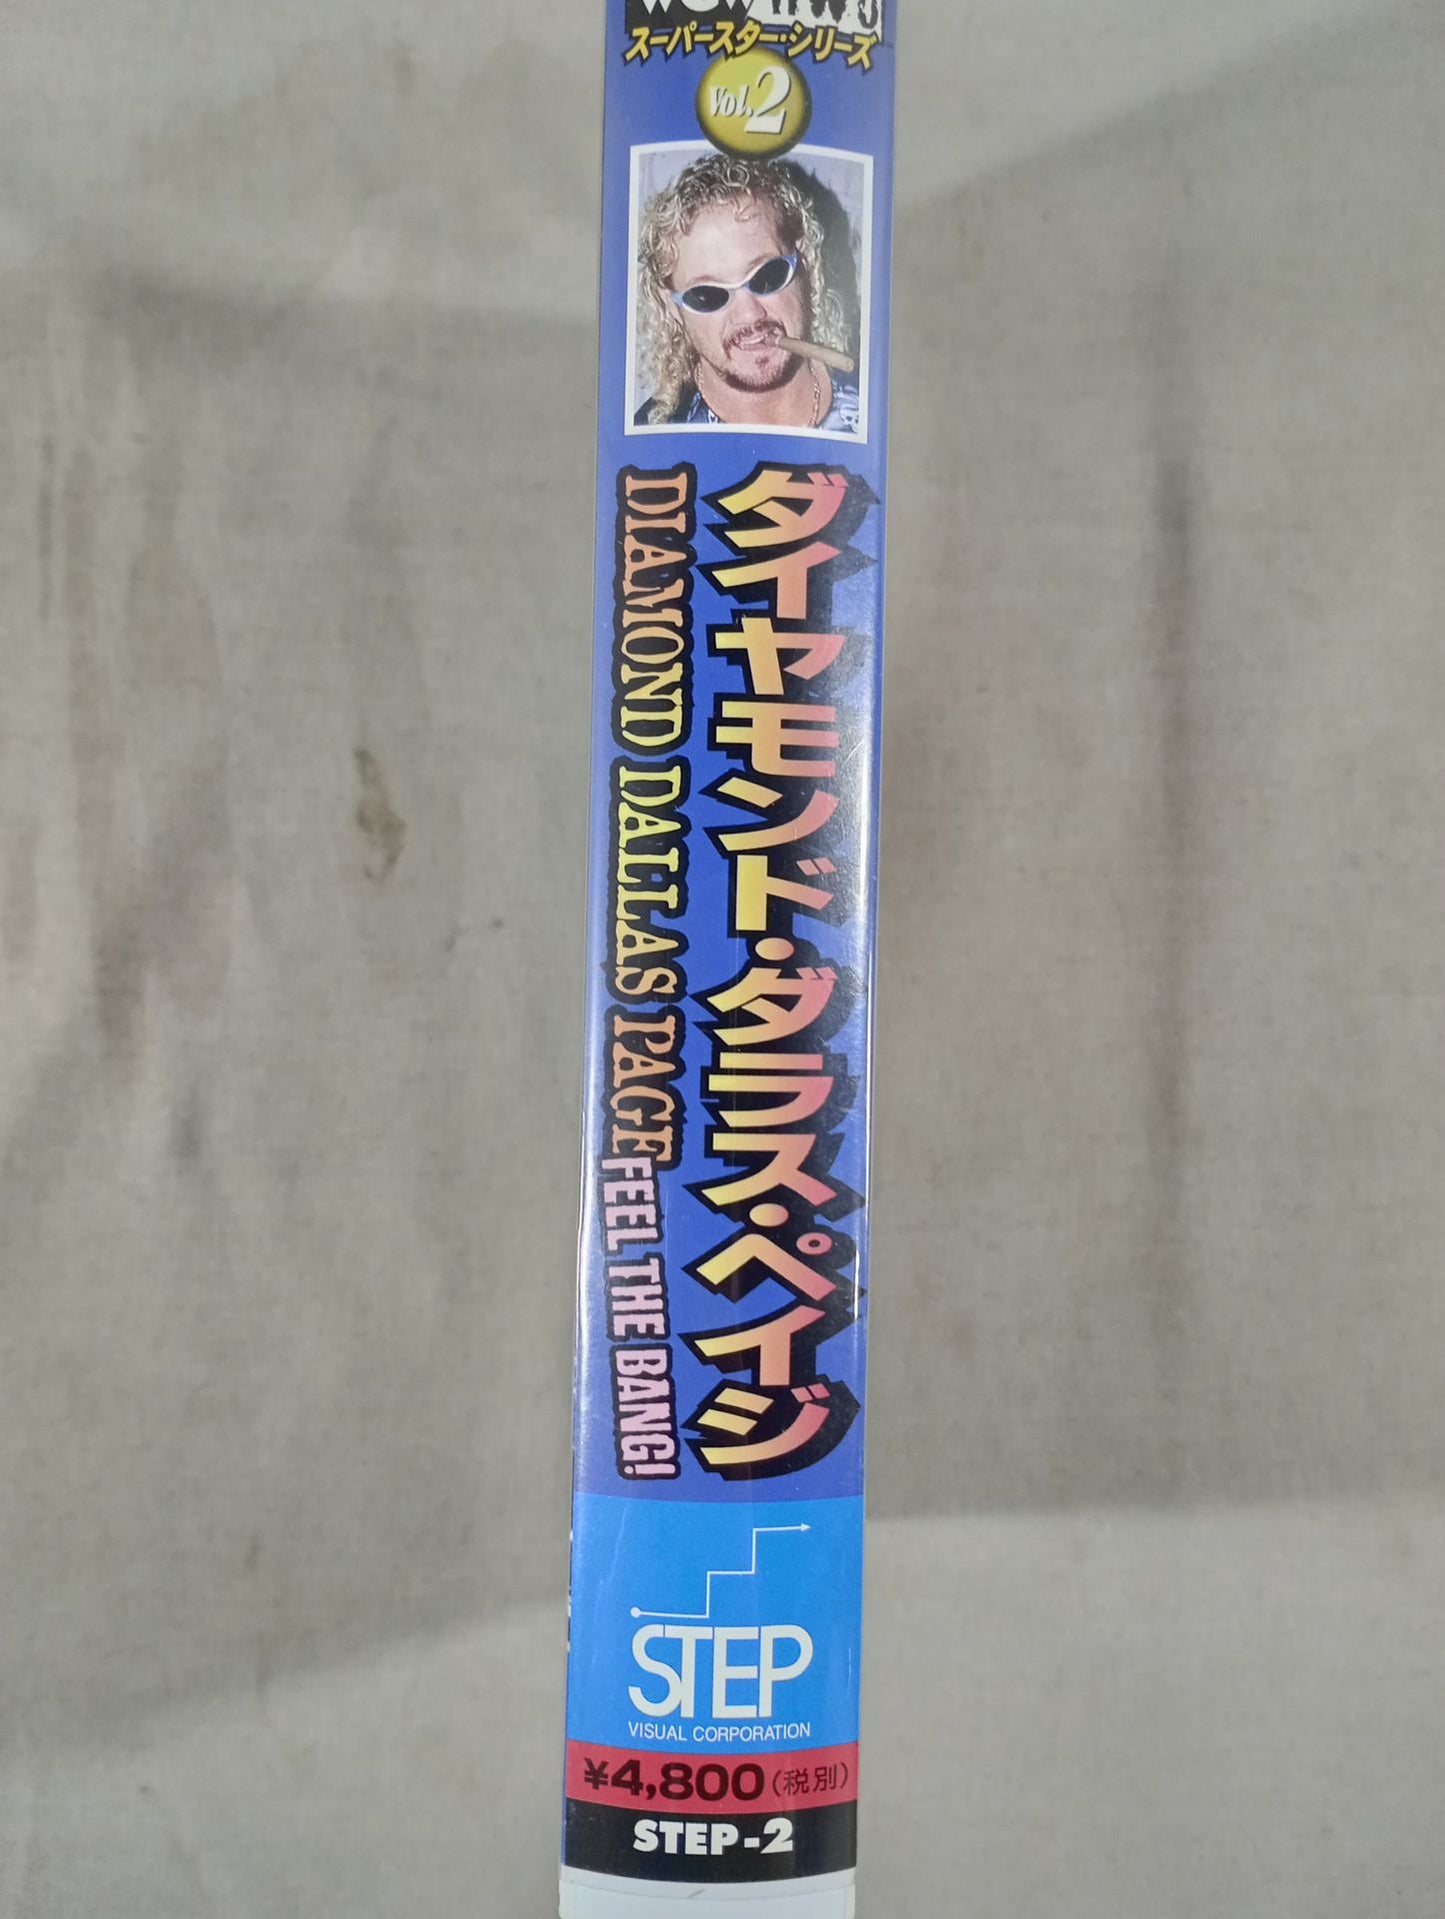 WCW nWo
スーパースター・シリーズ
Vol.2
ダイヤモンド・ダラス・ペイジ
DIAMOND DALLAS PAGE
FEEL THE BANG!
STEP
VISUAL CORPORATION
¥4,800(税別)
STEP-2